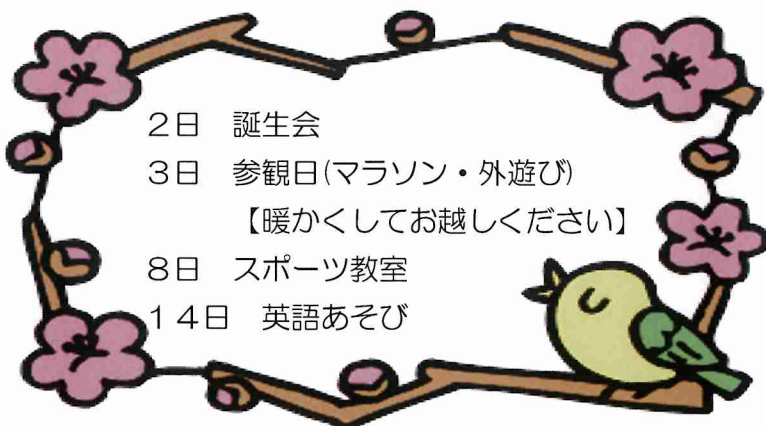 ２日　誕生会
３日　参観日(マラソン・外遊び)
【暖かくしてお越しください】
８日　スポーツ教室
１４日　英語あそび